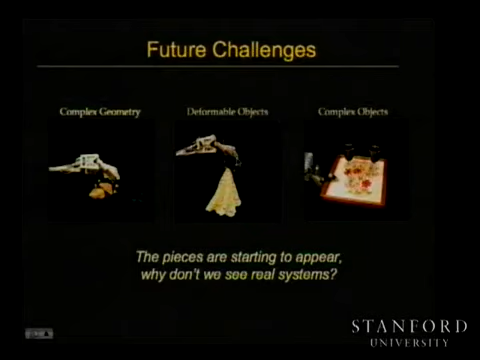 Future Challenges
Complex Geometry
Deformable Objects
Complex Objects
The pieces are starting to appear,
why don't we see real systems?
STANFORD
UNIVERSITY